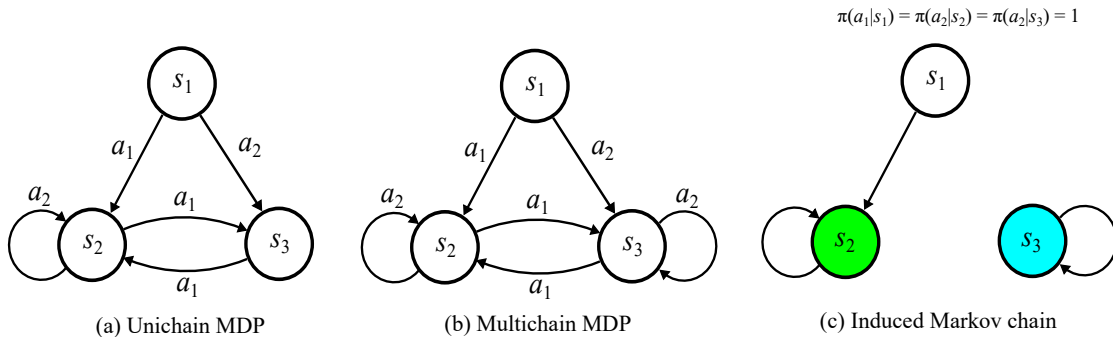 π(a₁|s₁) = π(a₂|s₂) = π(a₂|s₃) = 1
s₁
s₁
s₁
a₁
a₂
a₁
a₂
a₂
a₁
a₂
a₁
a₂
s₂
s₃
s₂
s₃
s₂
s₃
a₁
a₁
(a) Unichain MDP
(b) Multichain MDP
(c) Induced Markov chain